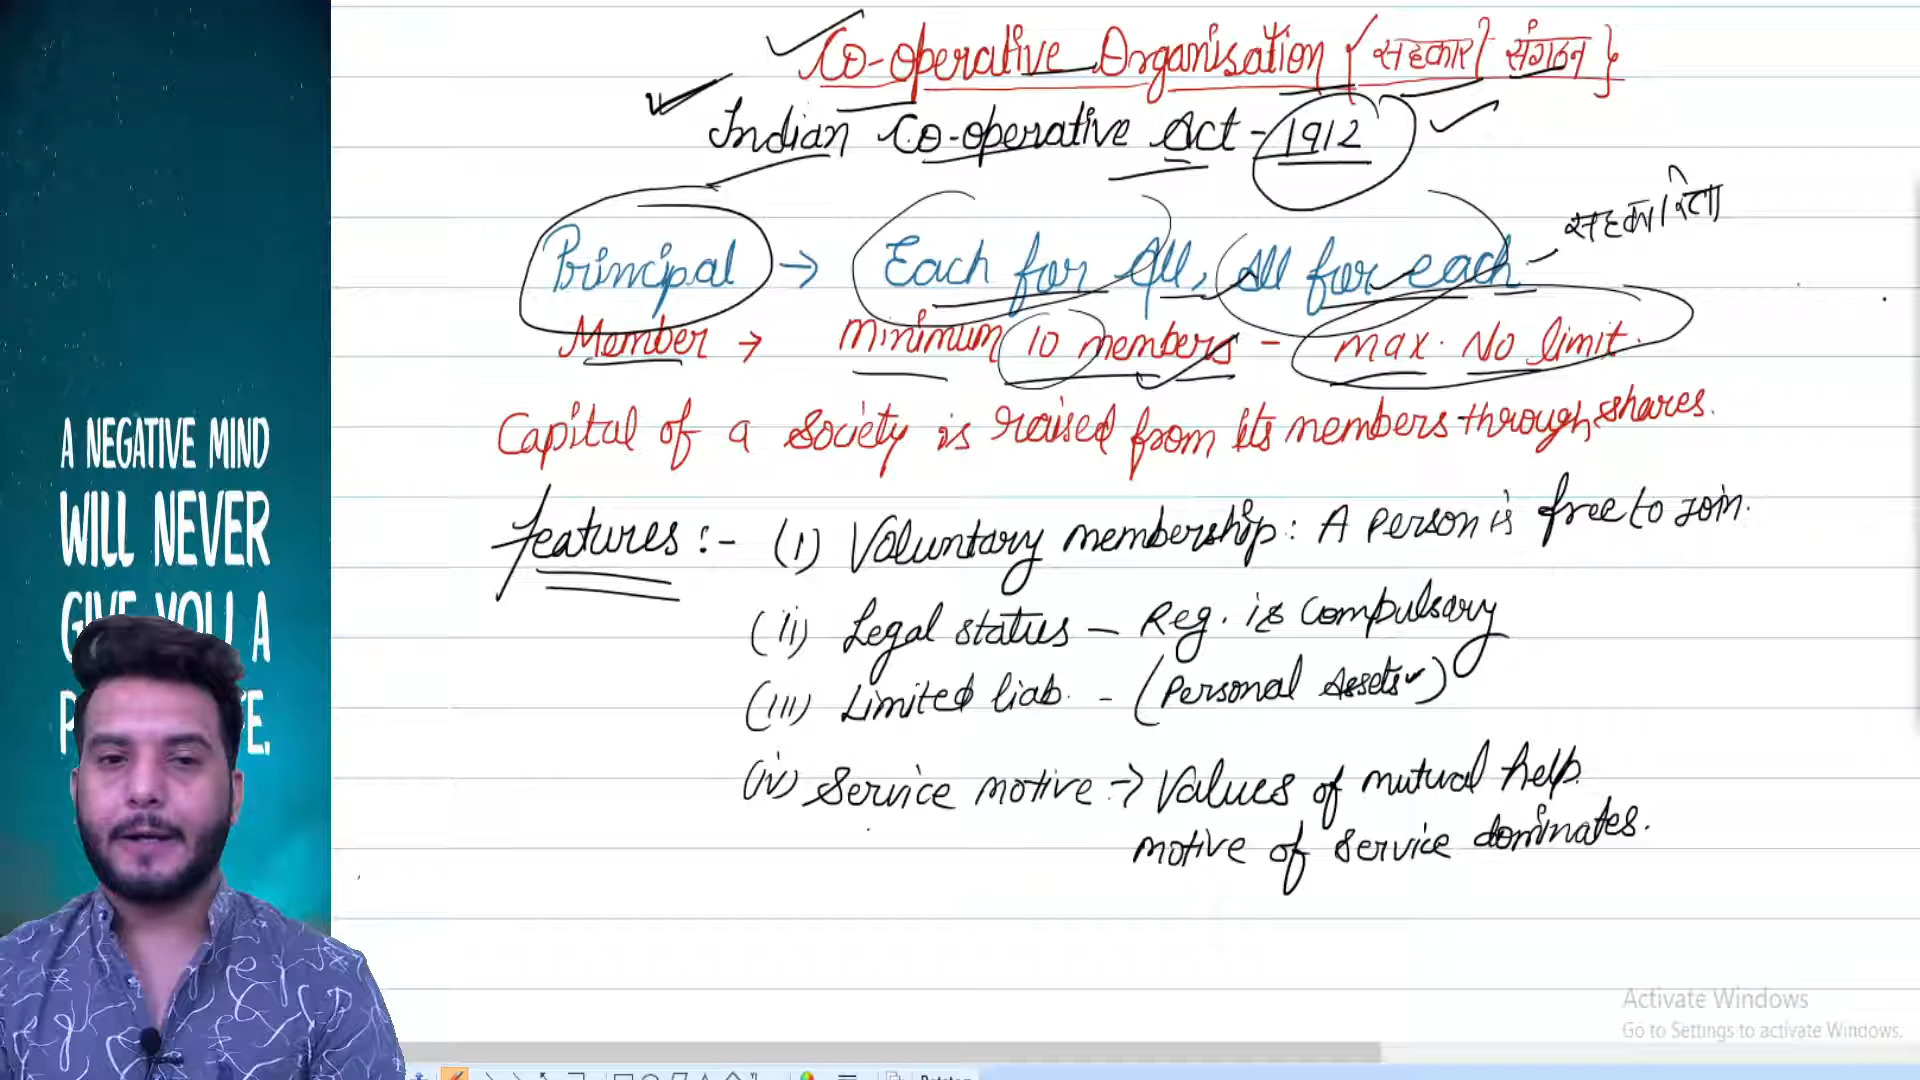 Co-operative Organisation { सहकारी संगठन }
Indian Co-operative Act - 1912
Principal → Each for all, All for each - सहकारिता
Member → minimum 10 members - max. No limit.
Capital of a society is raised from its members through shares.
Features :- (i) Voluntary membership : A person is free to join.
(ii) Legal status - Reg. is compulsary
(iii) Limited liab. - (Personal Assets)
(iv) Service motive :→ Values of mutual help.
motive of service dominates.
A NEGATIVE MIND
WILL NEVER
GIVE YOU A
Activate Windows
Go to Settings to activate Windows.